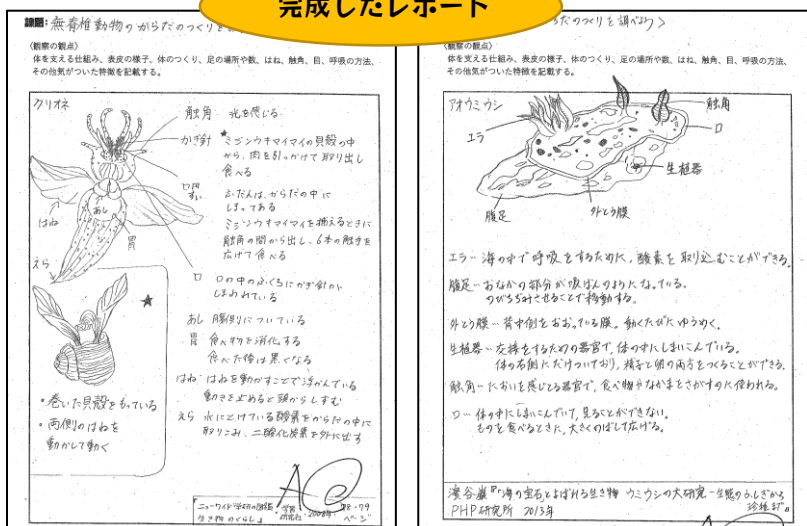 完成したレポート
課題：無脊椎動物のからだのつくりを
〈観察の観点〉
体を支える仕組み、表皮の様子、体のつくり、足の場所や数、はね、触角、目、呼吸の方法、
その他気がついた特徴を記載する。
クリオネ
触角 光を感じる
かぎ針 ★ミジンウキマイマイの貝殻の中
から、肉を引っかけて取り出し
食べる
口円すい
ふだんは、からだの中に
しまってある
ミジンウキマイマイを捕えるときに
触角の間から出し、6本の触手を
広げて食べる
はね
あし
胃
えら
口 口の中のふくろにかぎ針が
しまわれている
あし 腹側についている
胃 食べ物を消化する
食べた後は黒くなる
はね はねを動かすことで浮かんでいる
動きを止めると頭からしずむ
えら 水にとけている酸素をからだの中に
取りこみ、二酸化炭素を外に出す
★
・巻いた貝殻をもっている
・両側のはねを
動かして動く
『ニューワイド学研の図鑑
生き物のくらし』
学研
2008年
78-79
ページ
だのつくりを調べよう〉
〈観察の観点〉
体を支える仕組み、表皮の様子、体のつくり、足の場所や数、はね、触角、目、呼吸の方法、
その他気がついた特徴を記載する。
アオウミウシ
触角
口
エラ
生殖器
腹足
外とう膜
エラ…海の中で呼吸をするために、酸素を取り込むことができる。
腹足…おなかの部分が吸ばんのようになっている。
のびちぢみさせることで移動する。
外とう膜…背中側をおおっている膜。動くたびにゆらめく。
生殖器…交接をするための器官で、体の中にしまいこんでいる。
体の右側にだけついており、精子と卵の両方をつくることができる。
触角…においを感じとる器官で、食べ物やなかまをさがすのに使われる。
口…体の中にしまいこんでいて、見ることができない。
ものを食べるときに、大きくのばして広げる。
濱谷巌『「海の宝石」とよばれる生き物 ウミウシの大研究-生態のふしぎから
珍種まで』
PHP研究所 2013年